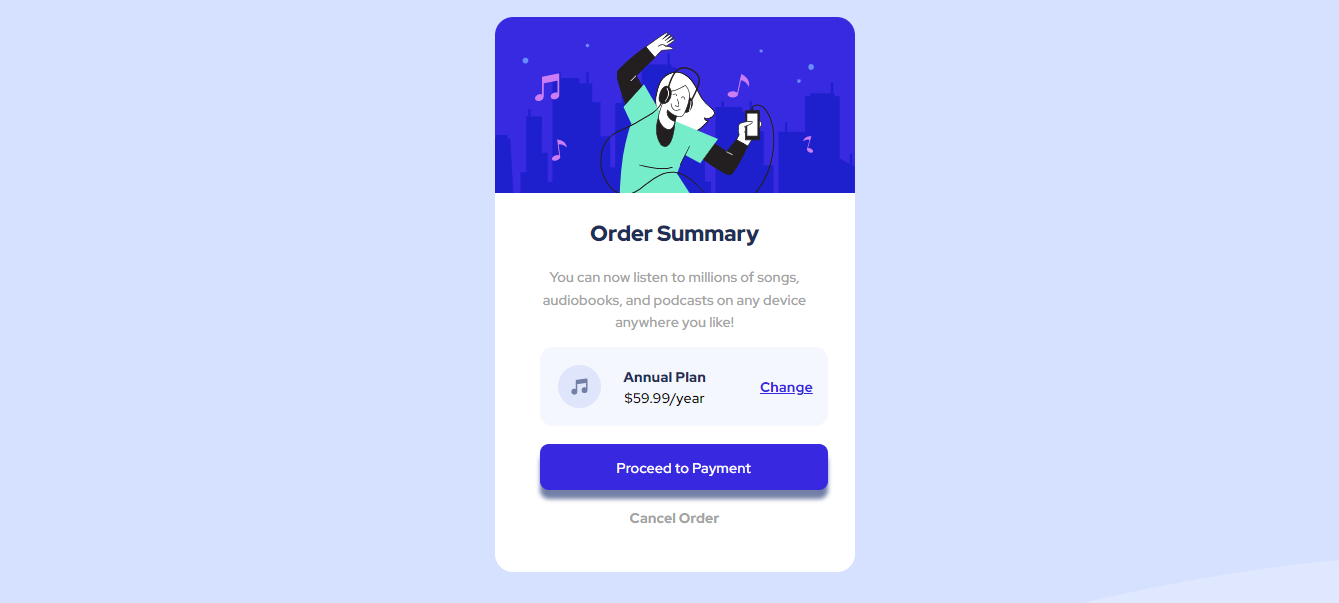 Order Summary
You can now listen to millions of songs,
audiobooks, and podcasts on any device
anywhere you like!
Annual Plan
$59.99/year
Change
Proceed to Payment
Cancel Order